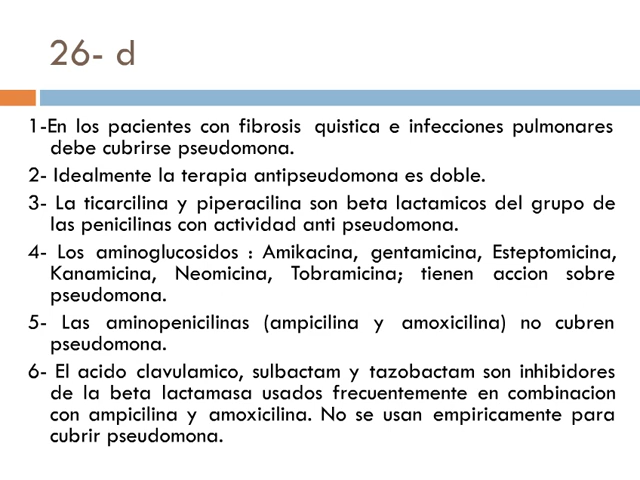 26- d
1-En los pacientes con fibrosis quistica e infecciones pulmonares
debe cubrirse pseudomona.
2- Idealmente la terapia antipseudomona es doble.
3- La ticarcilina y piperacilina son beta lactamicos del grupo de
las penicilinas con actividad anti pseudomona.
4- Los aminoglucosidos : Amikacina, gentamicina, Esteptomicina,
Kanamicina, Neomicina, Tobramicina; tienen accion sobre
pseudomona.
5- Las aminopenicilinas (ampicilina y amoxicilina) no cubren
pseudomona.
6- El acido clavulamico, sulbactam y tazobactam son inhibidores
de la beta lactamasa usados frecuentemente en combinacion
con ampicilina y amoxicilina. No se usan empiricamente para
cubrir pseudomona.